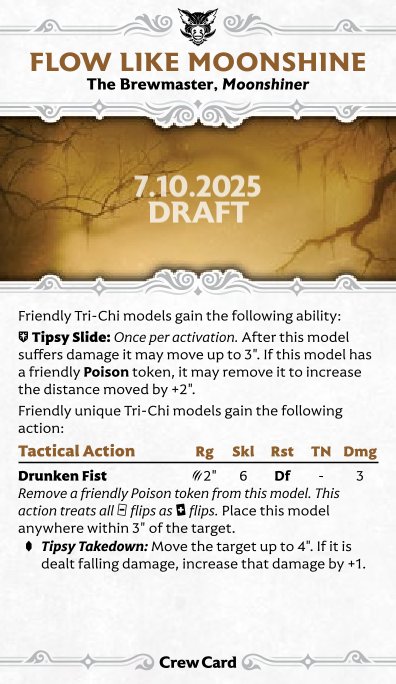 FLOW LIKE MOONSHINE
The Brewmaster, Moonshiner
7.10.2025
DRAFT
Friendly Tri-Chi models gain the following ability:
Tipsy Slide: Once per activation. After this model
suffers damage it may move up to 3". If this model has
a friendly Poison token, it may remove it to increase
the distance moved by +2".
Friendly unique Tri-Chi models gain the following
action:
Tactical Action Rg Skl Rst TN Dmg
Drunken Fist 2" 6 Df - 3
Remove a friendly Poison token from this model. This
action treats all - flips as + flips. Place this model
anywhere within 3" of the target.
Tipsy Takedown: Move the target up to 4". If it is
dealt falling damage, increase that damage by +1.
Crew Card